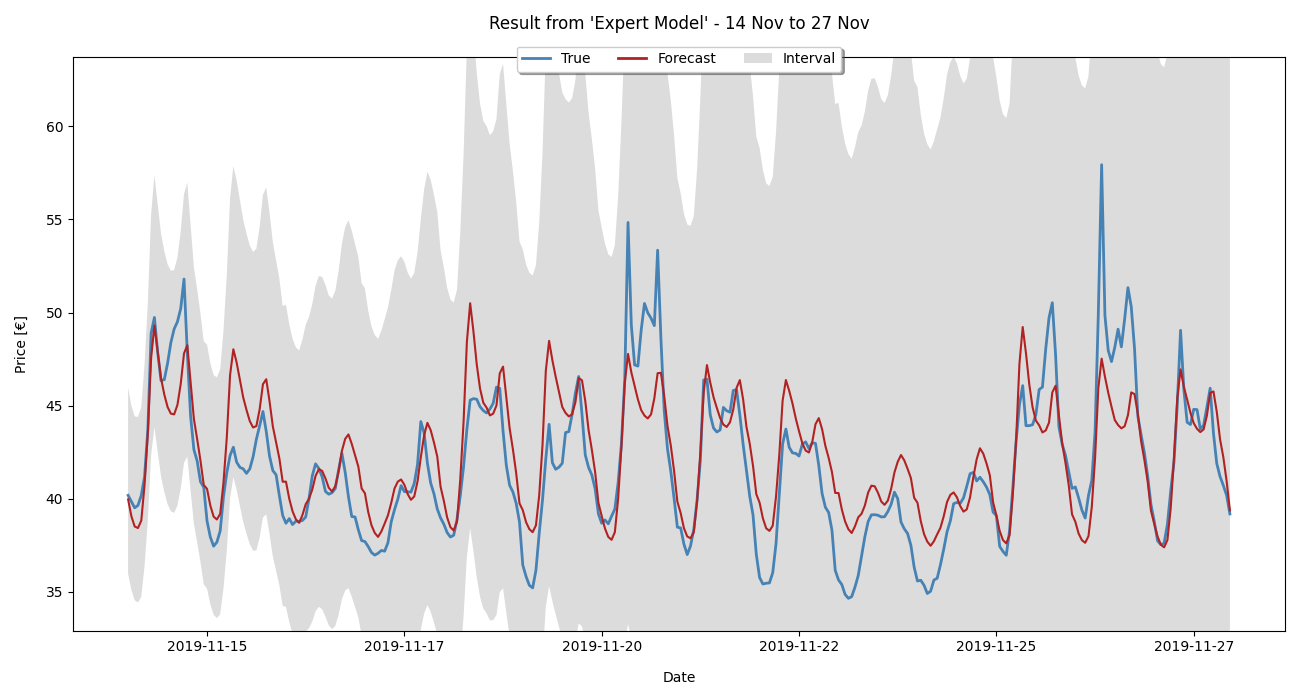 Result from 'Expert Model' - 14 Nov to 27 Nov
True Forecast Interval
60
55
50
45
40
35
Price [€]
2019-11-15 2019-11-17 2019-11-20 2019-11-22 2019-11-25 2019-11-27
Date